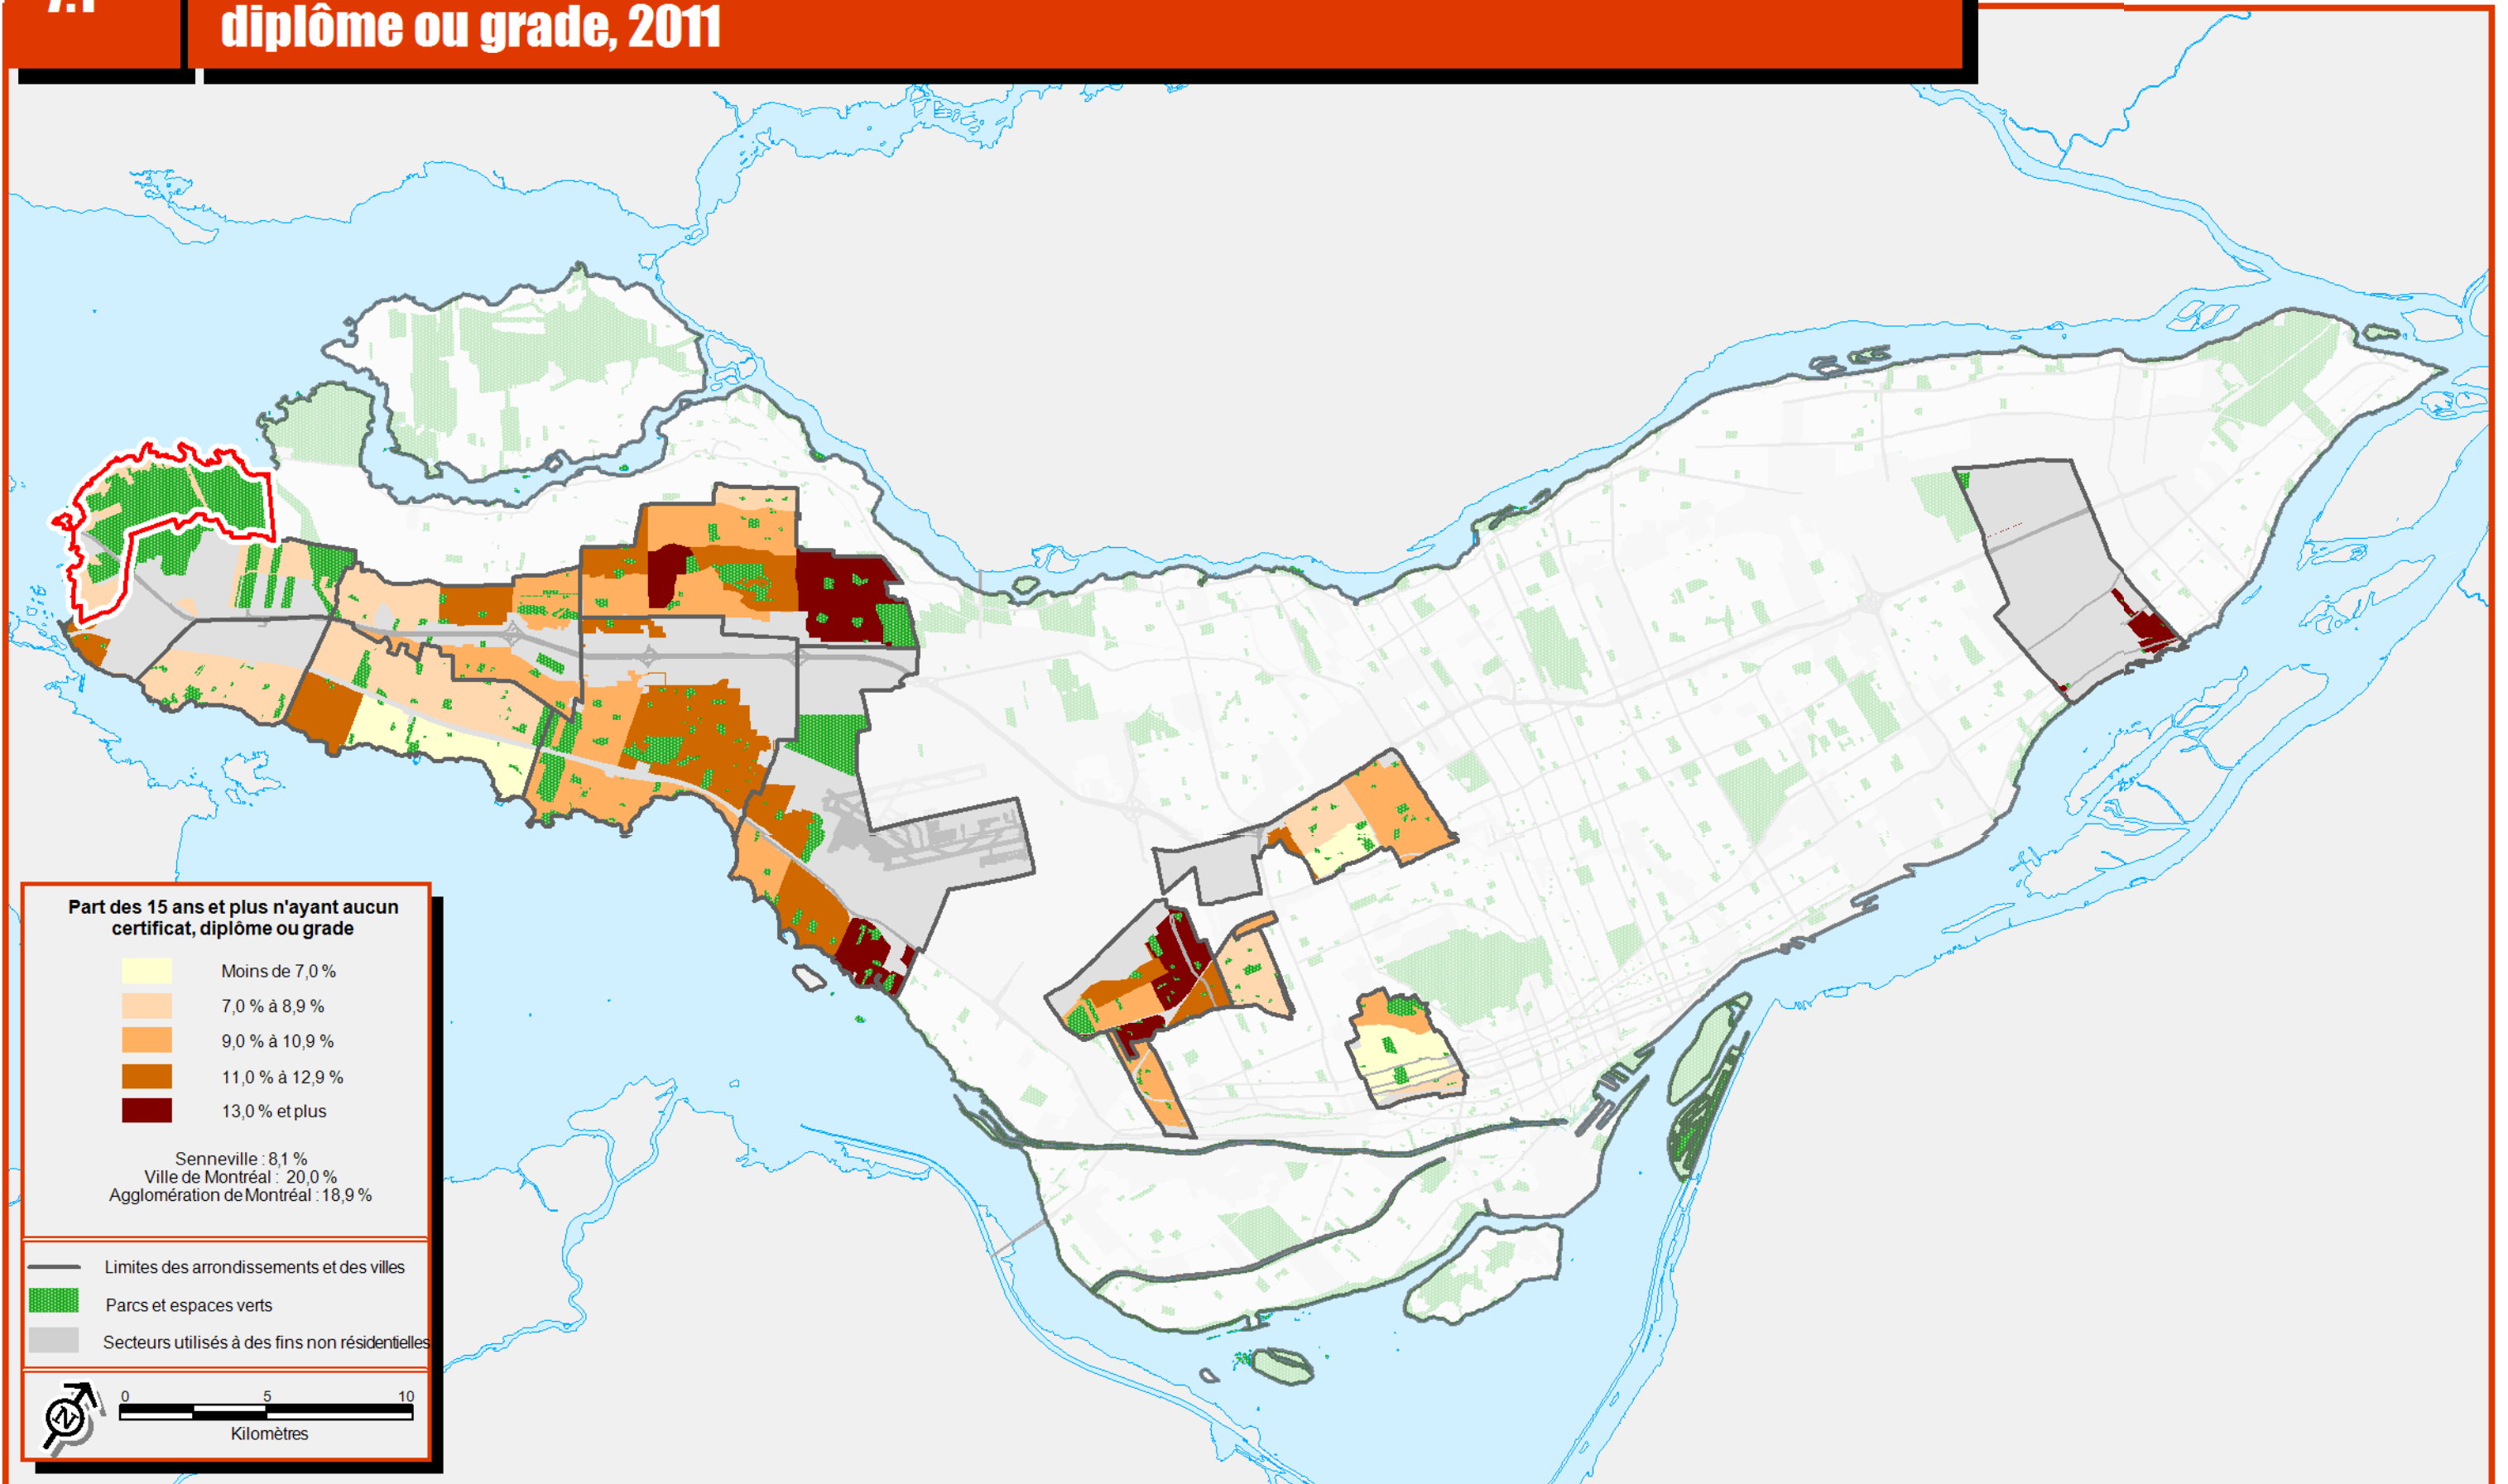 7.1
diplôme ou grade, 2011
Part des 15 ans et plus n'ayant aucun
certificat, diplôme ou grade
Moins de 7,0 %
7,0 % à 8,9 %
9,0 % à 10,9 %
11,0 % à 12,9 %
13,0 % et plus
Senneville : 8,1 %
Ville de Montréal : 20,0 %
Agglomération de Montréal : 18,9 %
Limites des arrondissements et des villes
Parcs et espaces verts
Secteurs utilisés à des fins non résidentielles
N
0 5 10
Kilomètres